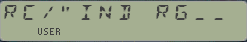 RC/"IND RG_ _
USER